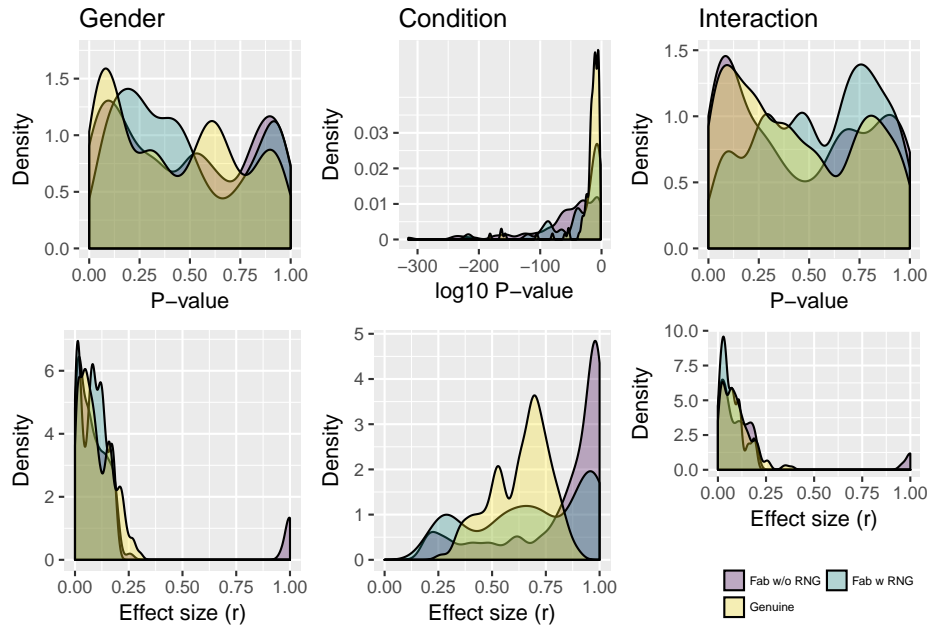 Gender
Condition
Interaction
Density
0.0
0.5
1.0
1.5
0.00 0.25 0.50 0.75 1.00
P−value
Density
0
0.01
0.02
0.03
−300 −200 −100 0
log10 P−value
Density
0.0
0.5
1.0
1.5
0.00 0.25 0.50 0.75 1.00
P−value
Density
0
2
4
6
0.00 0.25 0.50 0.75 1.00
Effect size (r)
Density
0
1
2
3
4
5
0.00 0.25 0.50 0.75 1.00
Effect size (r)
Density
0.0
2.5
5.0
7.5
10.0
0.00 0.25 0.50 0.75 1.00
Effect size (r)
Fab w/o RNG Fab w RNG
Genuine